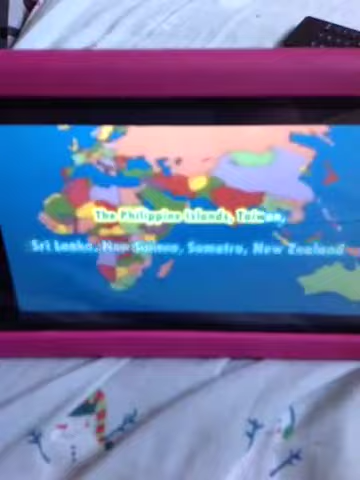 The Philippine Islands, Taiwan,
Sri Lanka, New Guinea, Sumatra, New Zealand